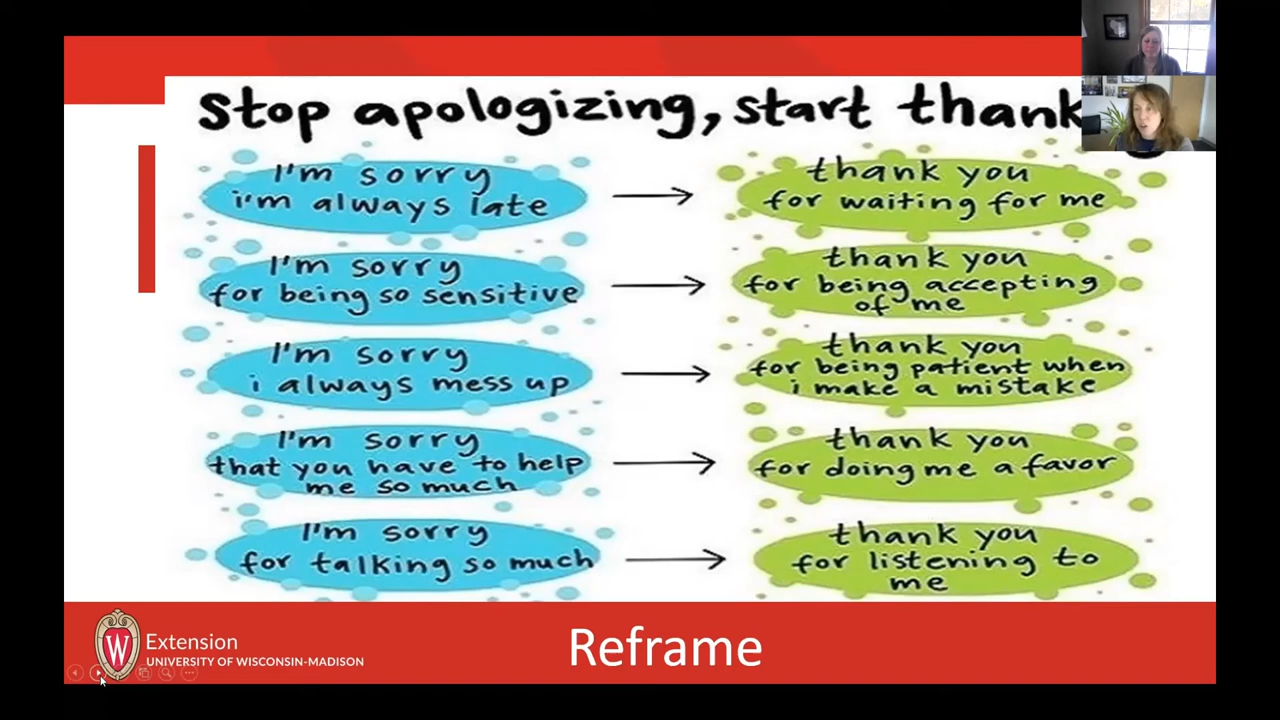 stop apologizing, start thank
I'm sorry
i'm always late
thank you
for waiting for me
I'm sorry
for being so sensitive
thank you
for being accepting
of me
I'm sorry
i always mess up
thank you
for being patient when
i make a mistake
I'm sorry
that you have to help
me so much
thank you
for doing me a favor
I'm sorry
for talking so much
thank you
for listening to
me
W
Extension
UNIVERSITY OF WISCONSIN-MADISON
Reframe